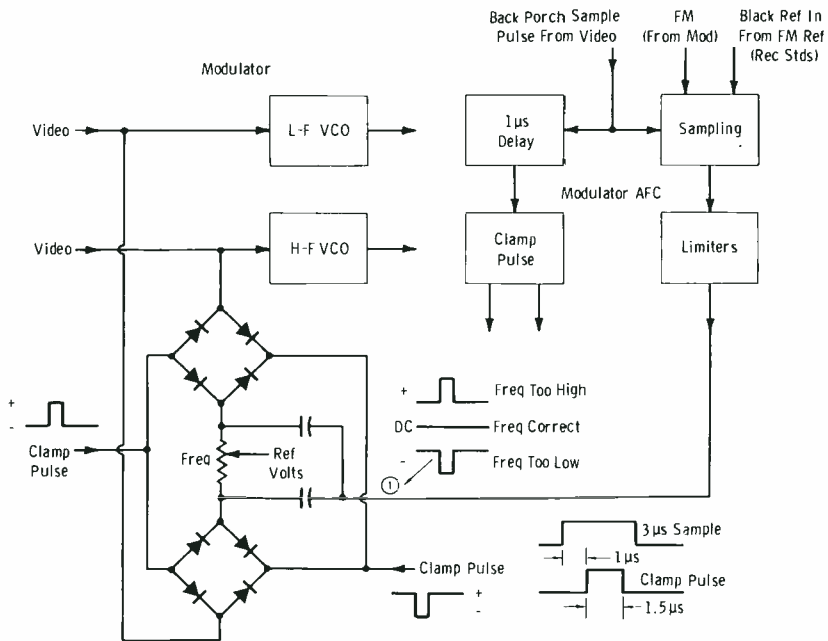 Back Porch Sample
Pulse From Video
FM
(From Mod)
Black Ref In
From FM Ref
(Rec Stds)
Modulator
Video
L-F VCO
1μs
Delay
Sampling
Modulator AFC
Video
H-F VCO
Clamp
Pulse
Limiters
+
-
Clamp
Pulse
Freq
Ref
Volts
+
Freq Too High
DC
Freq Correct
-
Freq Too Low
1
3μs Sample
1μs
Clamp Pulse
+
-
Clamp Pulse
1.5μs